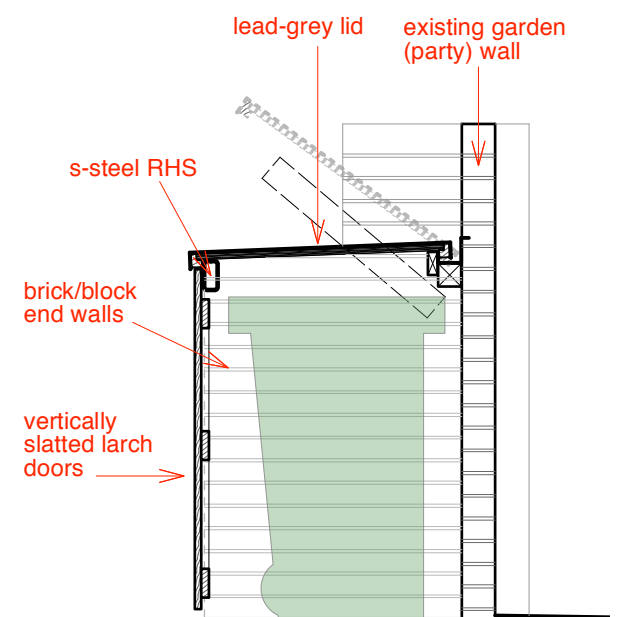 lead-grey lid
existing garden
(party) wall
s-steel RHS
brick/block
end walls
vertically
slatted larch
doors